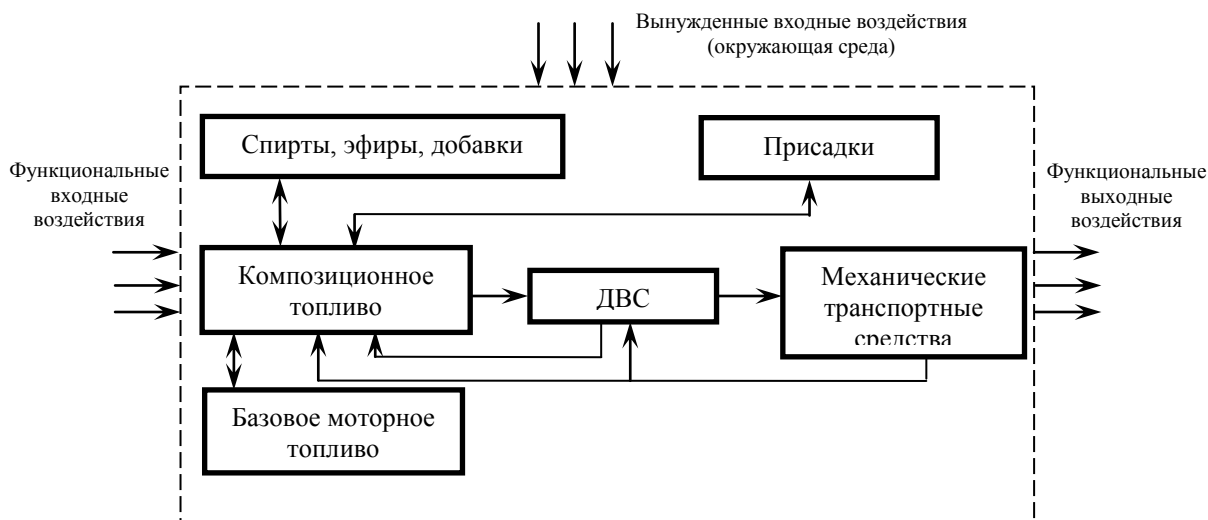 Вынужденные входные воздействия
(окружающая среда)
Спирты, эфиры, добавки
Присадки
Функциональные
входные
воздействия
Функциональные
выходные
воздействия
Композиционное
топливо
ДВС
Механические
транспортные
средства
Базовое моторное
топливо